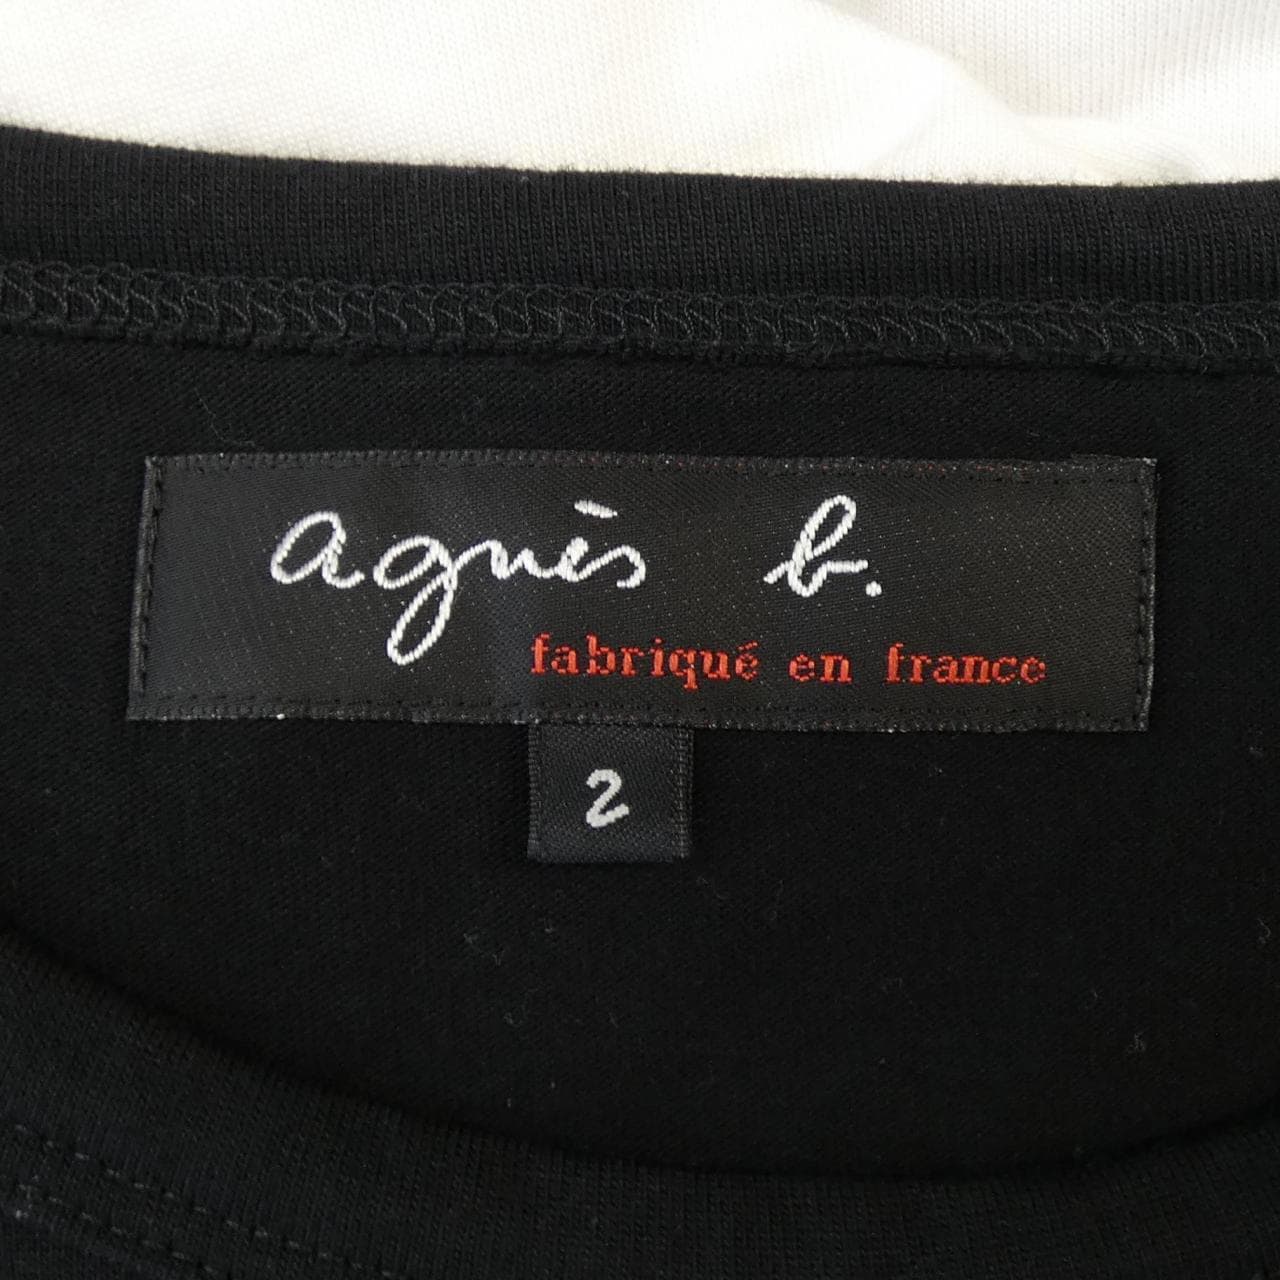 agnès b.
fabriqué en france
2